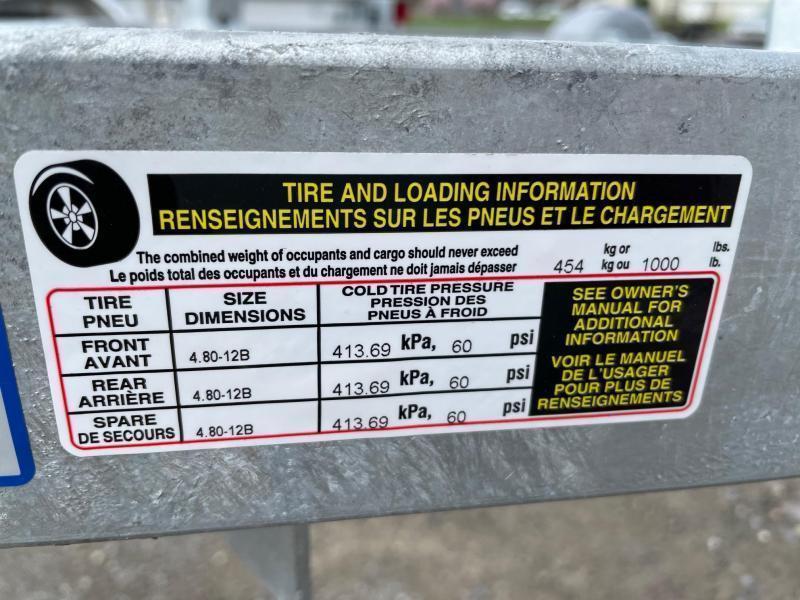 TIRE AND LOADING INFORMATION
RENSEIGNEMENTS SUR LES PNEUS ET LE CHARGEMENT
The combined weight of occupants and cargo should never exceed
Le poids total des occupants et du chargement ne doit jamais dépasser
454 kg or
kg ou 1000 lbs.
lb.
TIRE
PNEU
SIZE
DIMENSIONS
COLD TIRE PRESSURE
PRESSION DES
PNEUS À FROID
FRONT
AVANT
4.80-12B
413.69 kPa, 60 psi
REAR
ARRIÈRE
4.80-12B
413.69 kPa, 60 psi
SPARE
DE SECOURS
4.80-12B
413.69 kPa, 60 psi
SEE OWNER'S
MANUAL FOR
ADDITIONAL
INFORMATION
VOIR LE MANUEL
DE L'USAGER
POUR PLUS DE
RENSEIGNEMENTS